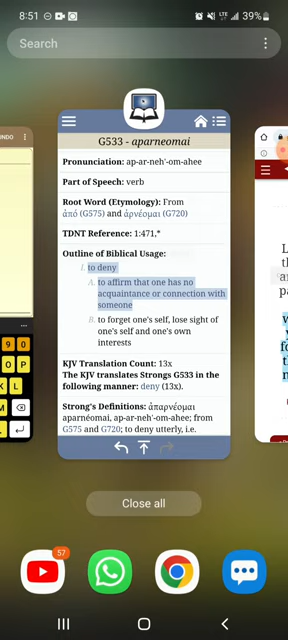 8:51
LTE
39%
Search
G533 - aparneomai
Pronunciation: ap-ar-neh'-om-ahee
Part of Speech: verb
Root Word (Etymology): From
ἀπό (G575) and ἀρνέομαι (G720)
TDNT Reference: 1:471,*
Outline of Biblical Usage:
I. to deny
A. to affirm that one has no
acquaintance or connection with
someone
B. to forget one's self, lose sight of
one's self and one's own
interests
KJV Translation Count: 13x
The KJV translates Strongs G533 in the
following manner: deny (13x).
Strong's Definitions: ἀπαρνέομαι
aparnéomai, ap-ar-neh'-om-ahee; from
G575 and G720; to deny utterly, i.e.
UNDO
9 0
O P
K L
M
Close all
57